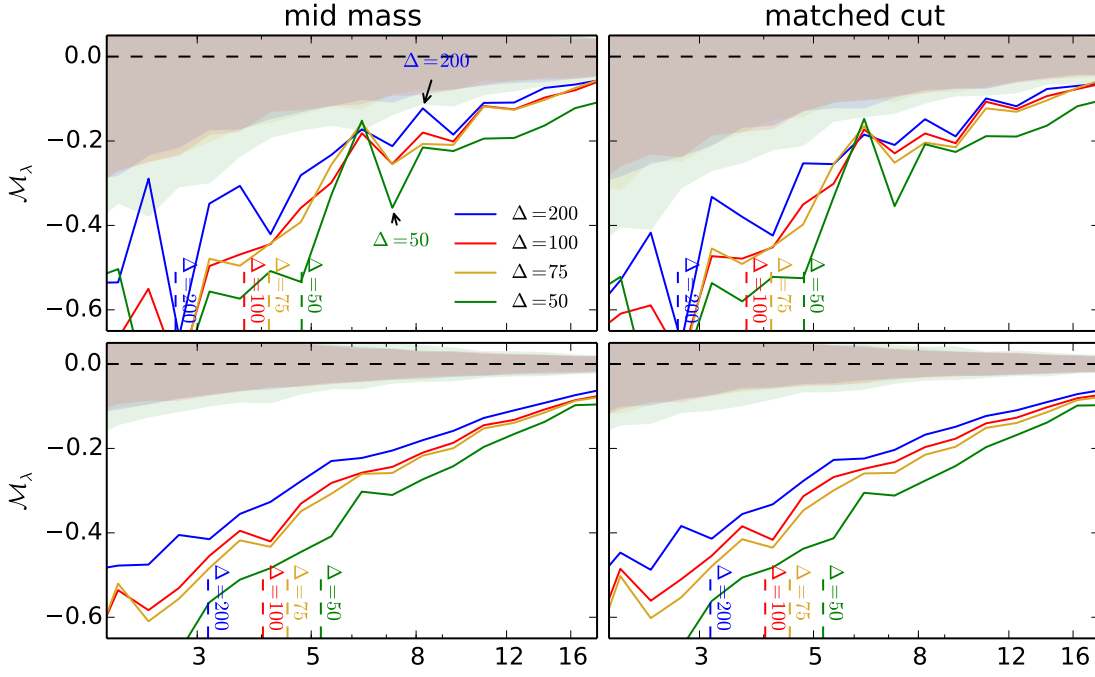 mid mass
matched cut
0.0
−0.2
−0.4
−0.6
ℳλ
Δ = 200
Δ = 50
Δ = 200
Δ = 100
Δ = 75
Δ = 50
Δ = 200
Δ = 100
Δ = 75
Δ = 50
Δ = 200
Δ = 100
Δ = 75
Δ = 50
0.0
−0.2
−0.4
−0.6
ℳλ
Δ = 200
Δ = 100
Δ = 75
Δ = 50
Δ = 200
Δ = 100
Δ = 75
Δ = 50
3 5 8 12 16
3 5 8 12 16